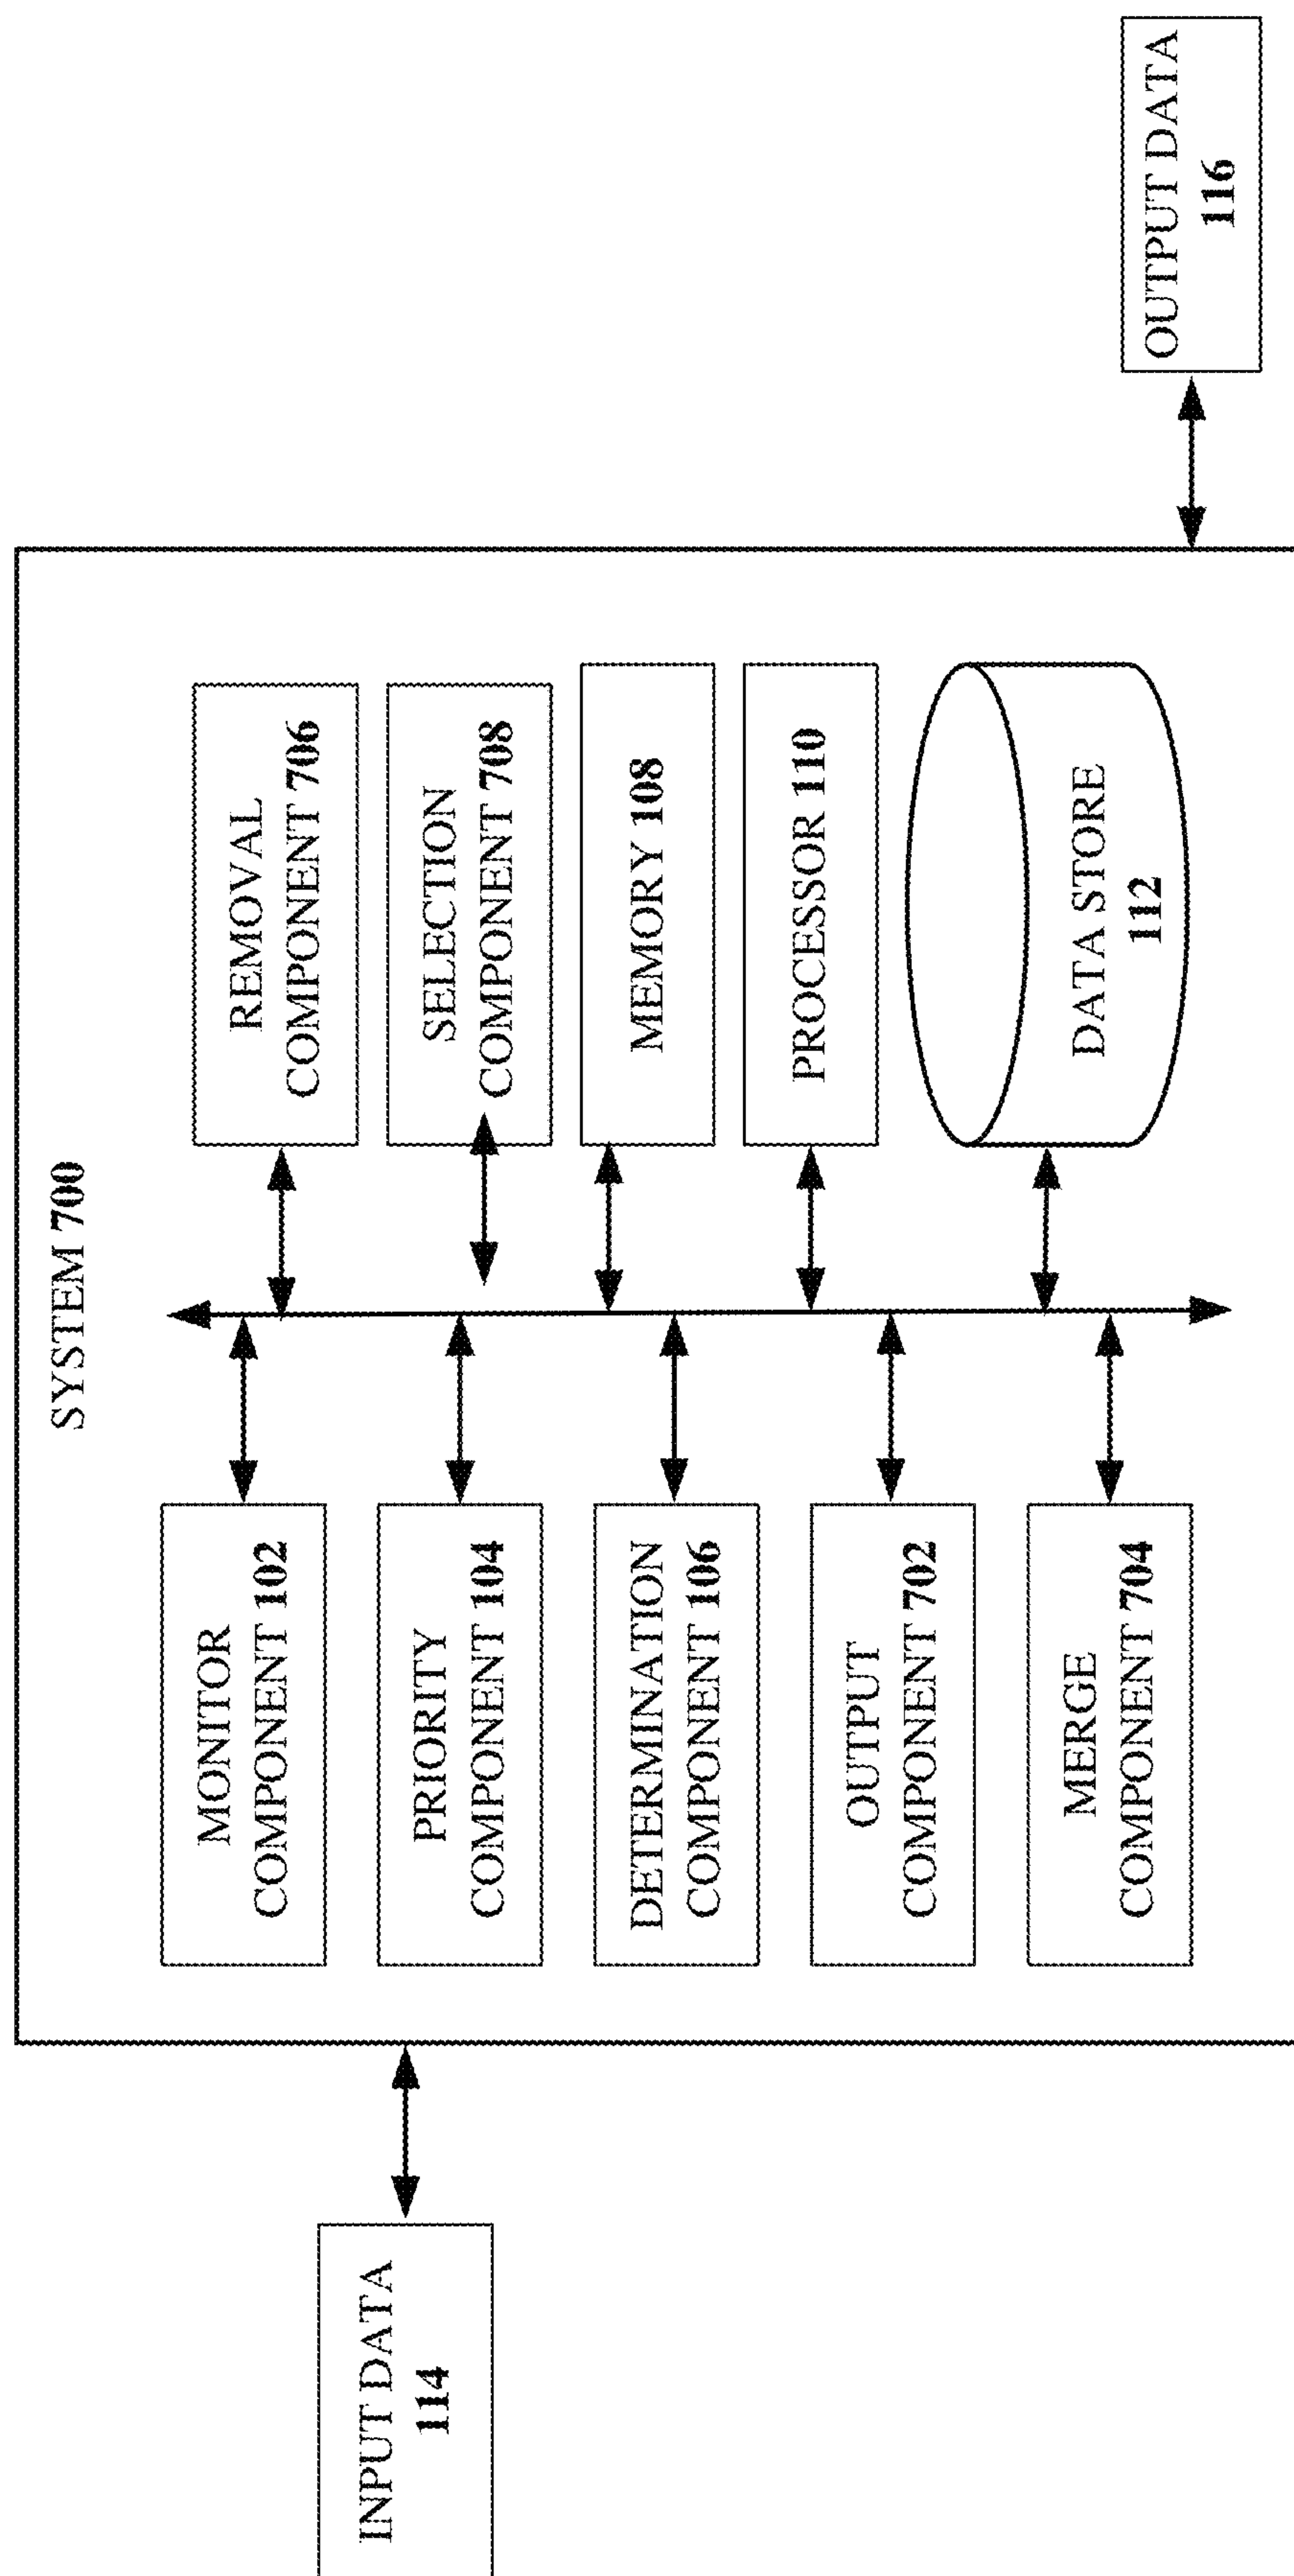 SYSTEM 700
INPUT DATA
114
MONITOR
COMPONENT 102
PRIORITY
COMPONENT 104
DETERMINATION
COMPONENT 106
OUTPUT
COMPONENT 702
MERGE
COMPONENT 704
REMOVAL
COMPONENT 706
SELECTION
COMPONENT 708
MEMORY 108
PROCESSOR 110
DATA STORE
112
OUTPUT DATA
116